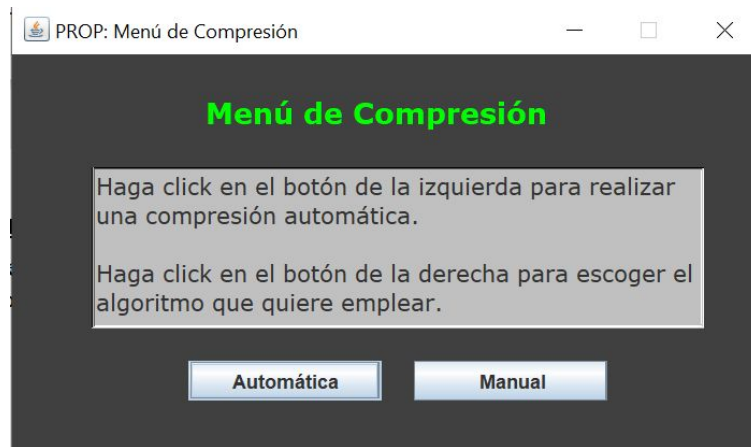 PROP: Menú de Compresión
Menú de Compresión
Haga click en el botón de la izquierda para realizar
una compresión automática.
Haga click en el botón de la derecha para escoger el
algoritmo que quiere emplear.
Automática Manual